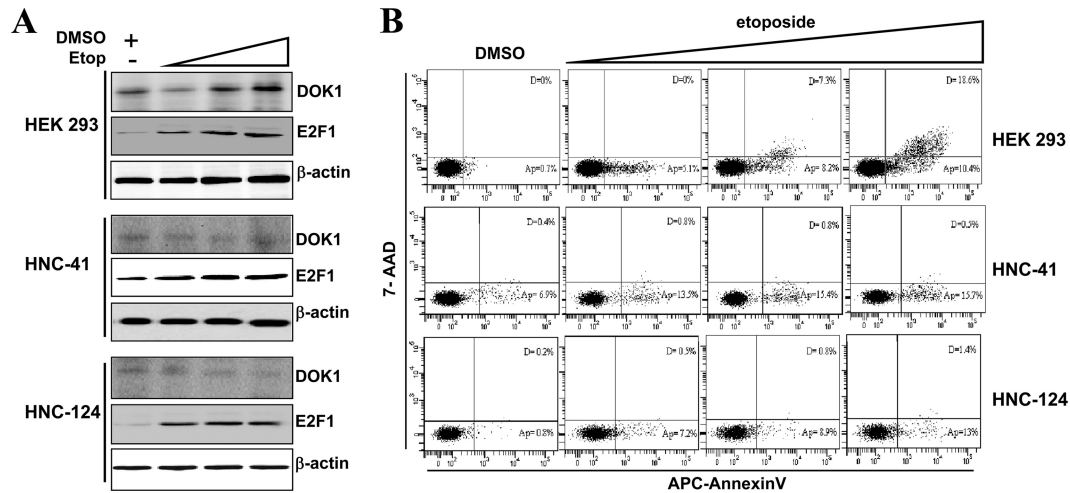 A
DMSO + 
Etop -
HEK 293
DOK1
E2F1
β-actin
HNC-41
DOK1
E2F1
β-actin
HNC-124
DOK1
E2F1
β-actin
B
etoposide
DMSO
7- AAD
D=0%
Ap=0.7%
D=0%
Ap=5.1%
D=7.3%
Ap=8.2%
D=18.6%
Ap=10.4%
HEK 293
D=0.4%
Ap= 6.9%
D=0.8%
Ap=13.5%
D=0.8%
Ap=15.4%
D=0.5%
Ap=15.7%
HNC-41
D=0.2%
Ap=0.8%
D=0.5%
Ap=7.2%
D=0.8%
Ap=8.9%
D=1.4%
Ap=13%
HNC-124
APC-AnnexinV